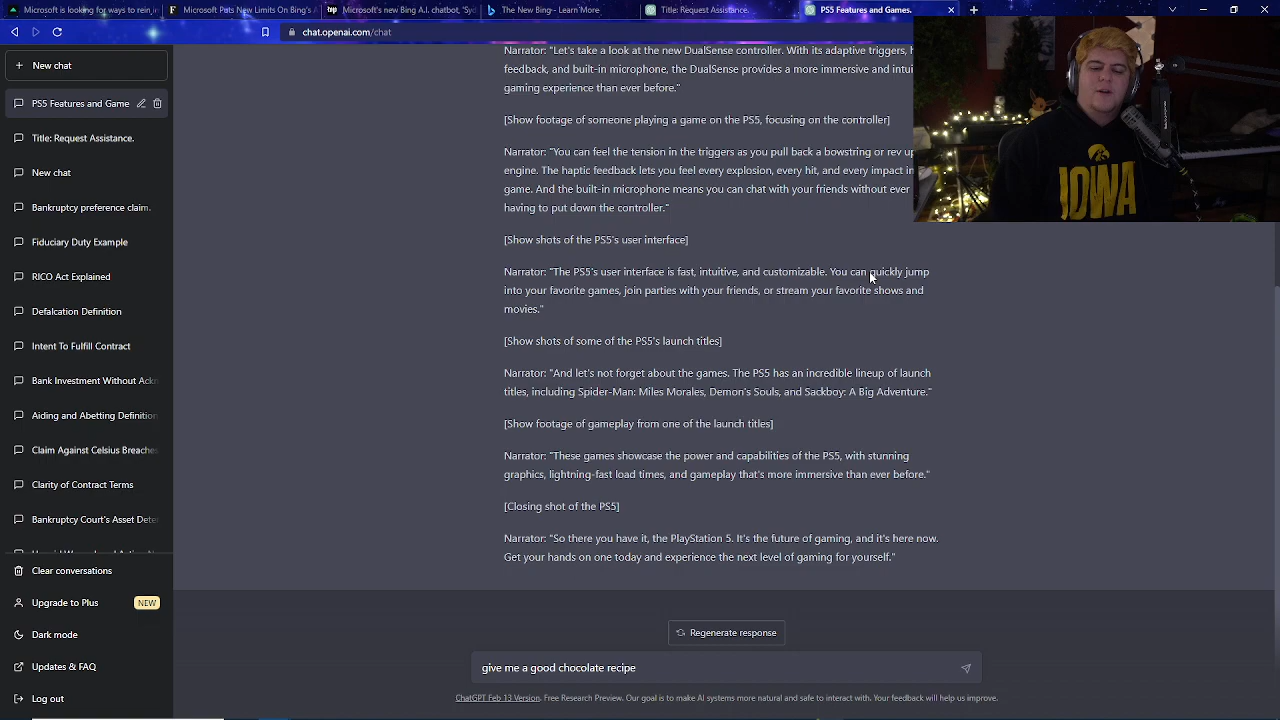 Microsoft is looking for ways to rein
Microsoft Puts New Limits On Bing's A
Microsoft's new Bing A.I. chatbot, 'Syd
The New Bing - Learn More
Title: Request Assistance.
PS5 Features and Games.
chat.openai.com/chat
New chat
PS5 Features and Game
Title: Request Assistance.
New chat
Bankruptcy preference claim.
Fiduciary Duty Example
RICO Act Explained
Defalcation Definition
Intent To Fulfill Contract
Bank Investment Without Ackn
Aiding and Abetting Definition
Claim Against Celsius Breaches
Clarity of Contract Terms
Bankruptcy Court's Asset Dete
Clear conversations
Upgrade to Plus NEW
Dark mode
Updates & FAQ
Log out
Narrator: "Let's take a look at the new DualSense controller. With its adaptive triggers, h
feedback, and built-in microphone, the DualSense provides a more immersive and intui
gaming experience than ever before."
[Show footage of someone playing a game on the PS5, focusing on the controller]
Narrator: "You can feel the tension in the triggers as you pull back a bowstring or rev up
engine. The haptic feedback lets you feel every explosion, every hit, and every impact in
game. And the built-in microphone means you can chat with your friends without ever
having to put down the controller."
[Show shots of the PS5's user interface]
Narrator: "The PS5's user interface is fast, intuitive, and customizable. You can quickly jump
into your favorite games, join parties with your friends, or stream your favorite shows and
movies."
[Show shots of some of the PS5's launch titles]
Narrator: "And let's not forget about the games. The PS5 has an incredible lineup of launch
titles, including Spider-Man: Miles Morales, Demon's Souls, and Sackboy: A Big Adventure."
[Show footage of gameplay from one of the launch titles]
Narrator: "These games showcase the power and capabilities of the PS5, with stunning
graphics, lightning-fast load times, and gameplay that's more immersive than ever before."
[Closing shot of the PS5]
Narrator: "So there you have it, the PlayStation 5. It's the future of gaming, and it's here now.
Get your hands on one today and experience the next level of gaming for yourself."
Regenerate response
give me a good chocolate recipe
ChatGPT Feb 13 Version. Free Research Preview. Our goal is to make AI systems more natural and safe to interact with. Your feedback will help us improve.
IOWA